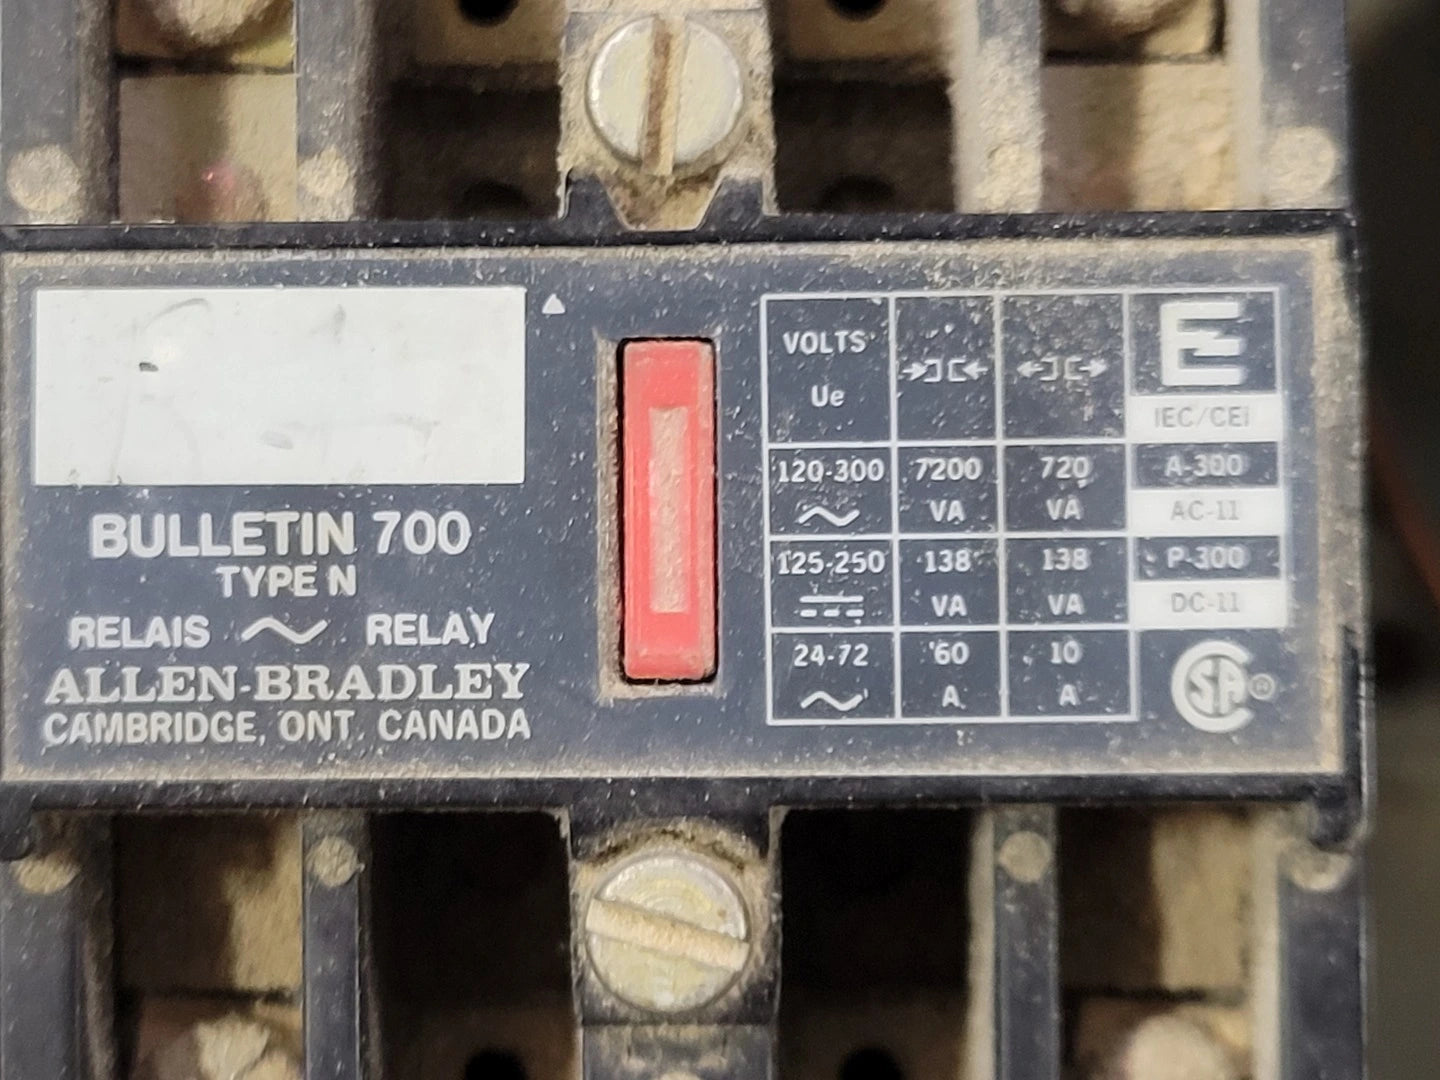 BULLETIN 700
TYPE N
RELAIS RELAY
ALLEN-BRADLEY
CAMBRIDGE, ONT. CANADA
VOLTS
Ue
IEC/CEI
120-300 7200 720 A-300
VA VA AC-11
125-250 138 138 P-300
VA VA DC-11
24-72 60 10
A A
SA®